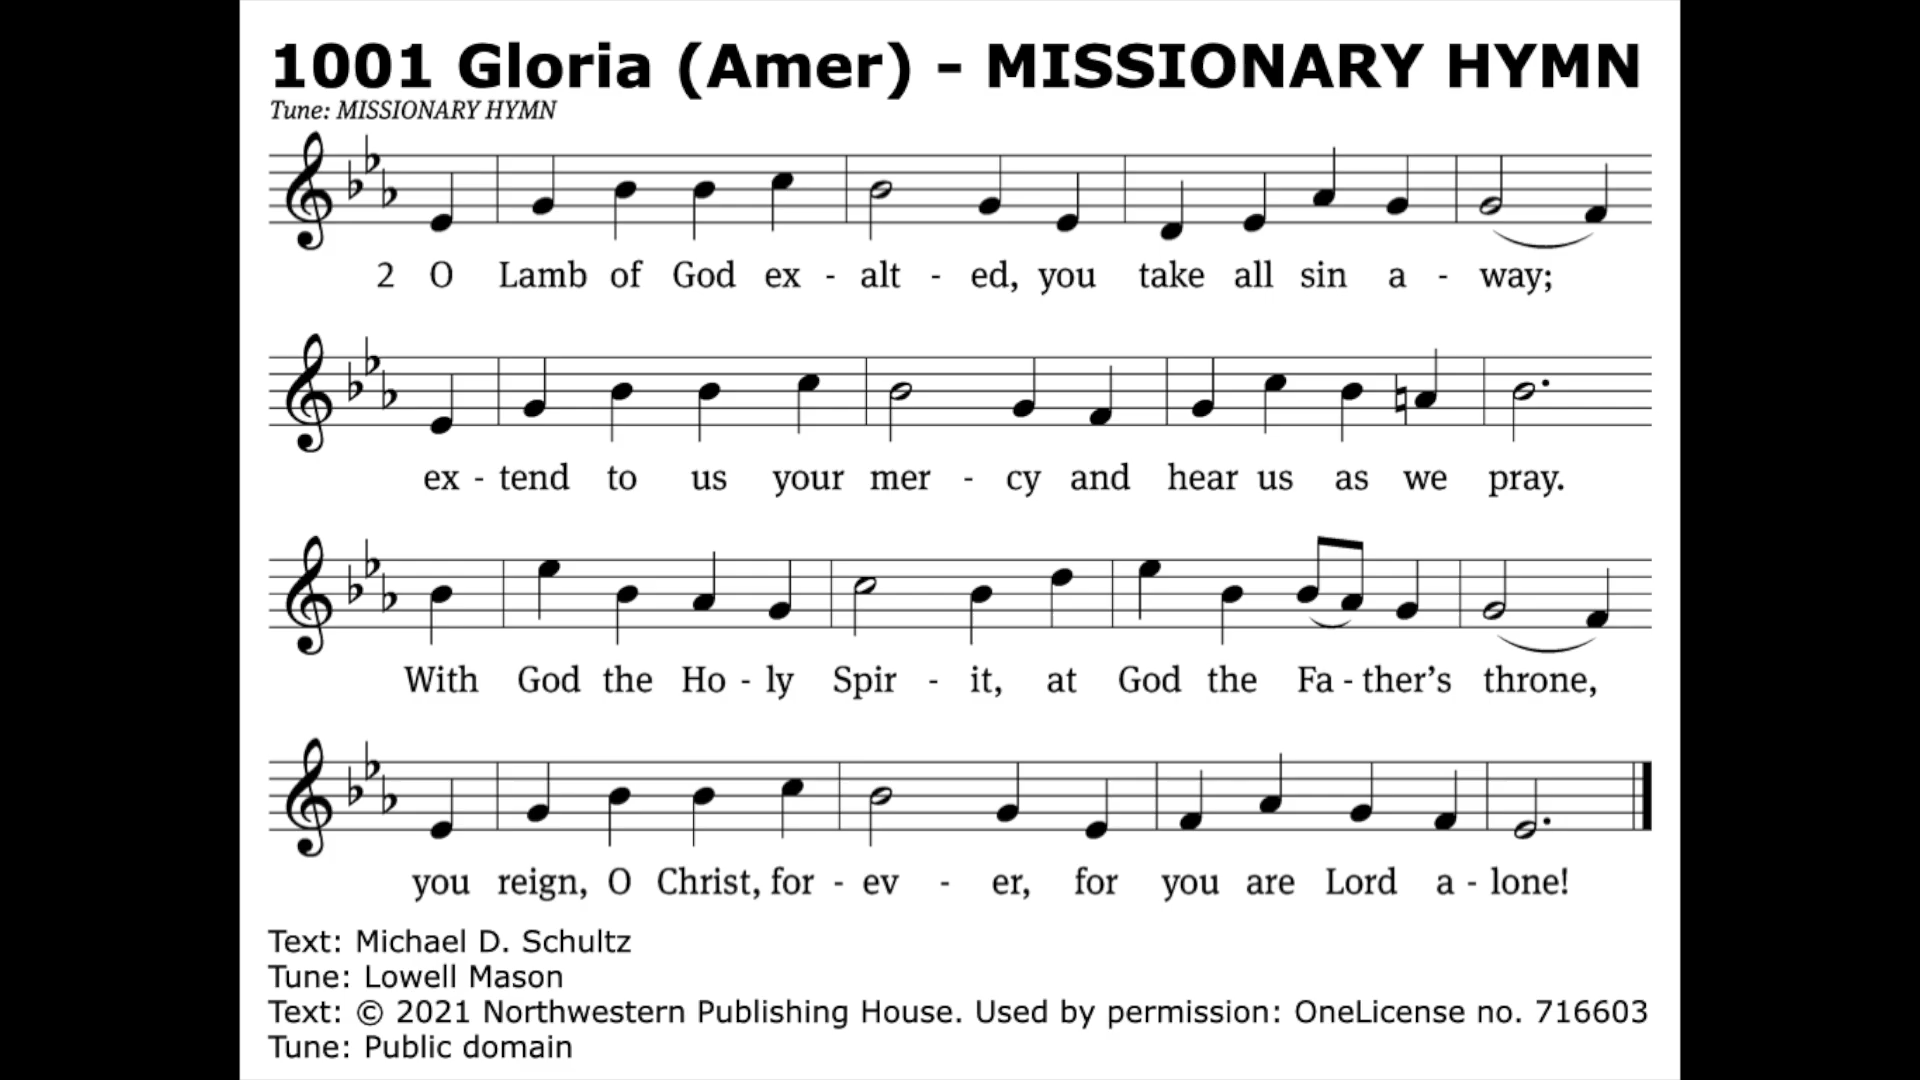 1001 Gloria (Amer) - MISSIONARY HYMN
Tune: MISSIONARY HYMN
2 O Lamb of God ex - alt - ed, you take all sin a - way;
ex - tend to us your mer - cy and hear us as we pray.
With God the Ho - ly Spir - it, at God the Fa - ther’s throne,
you reign, O Christ, for - ev - er, for you are Lord a - lone!
Text: Michael D. Schultz
Tune: Lowell Mason
Text: © 2021 Northwestern Publishing House. Used by permission: OneLicense no. 716603
Tune: Public domain